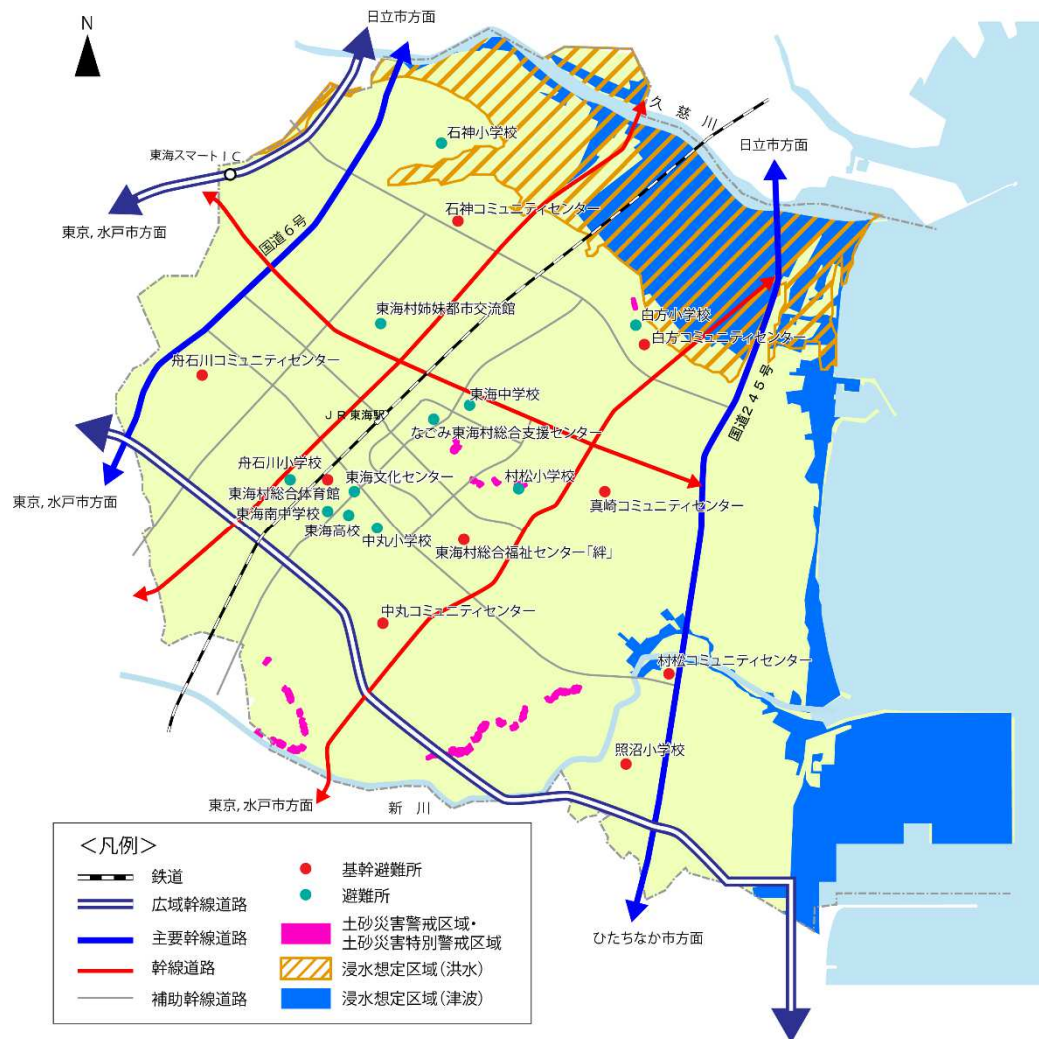 日立市方面
N
久慈川
石神小学校
東海スマートIC
日立市方面
石神コミュニティセンター
東京,水戸市方面
国道6号
東海村姉妹都市交流館
白方小学校
白方コミュニティセンター
舟石川コミュニティセンター
東海中学校
国道245号
JR東海駅
なごみ東海村総合支援センター
舟石川小学校
東海文化センター
村松小学校
東京,水戸市方面
東海村総合体育館
真崎コミュニティセンター
東海南中学校
東海高校
中丸小学校
東海村総合福祉センター「絆」
中丸コミュニティセンター
村松コミュニティセンター
照沼小学校
東京,水戸市方面
新川
<凡例>
鉄道
広域幹線道路
主要幹線道路
幹線道路
補助幹線道路
基幹避難所
避難所
土砂災害警戒区域・
土砂災害特別警戒区域
浸水想定区域(洪水)
浸水想定区域(津波)
ひたちなか市方面